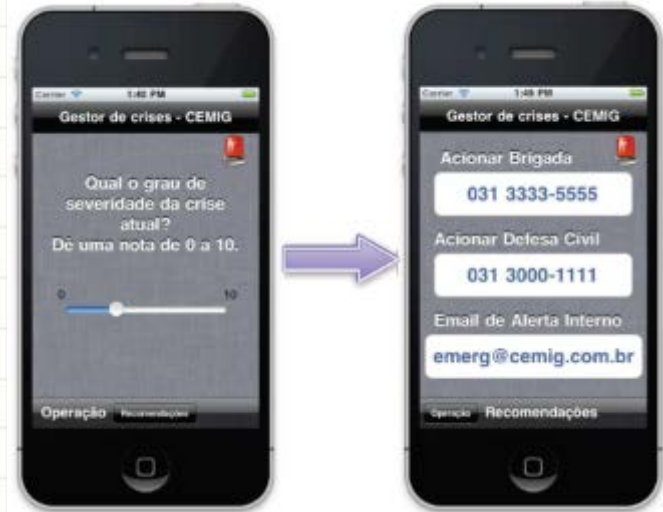 Carrier 1:40 PM
Gestor de crises - CEMIG
Qual o grau de
severidade da crise
atual?
Dê uma nota de 0 a 10.
0 10
Operação Recomendações
Carrier 1:49 PM
Gestor de crises - CEMIG
Acionar Brigada
031 3333-5555
Acionar Defesa Civil
031 3000-1111
Email de Alerta Interno
emerg@cemig.com.br
Operação Recomendações